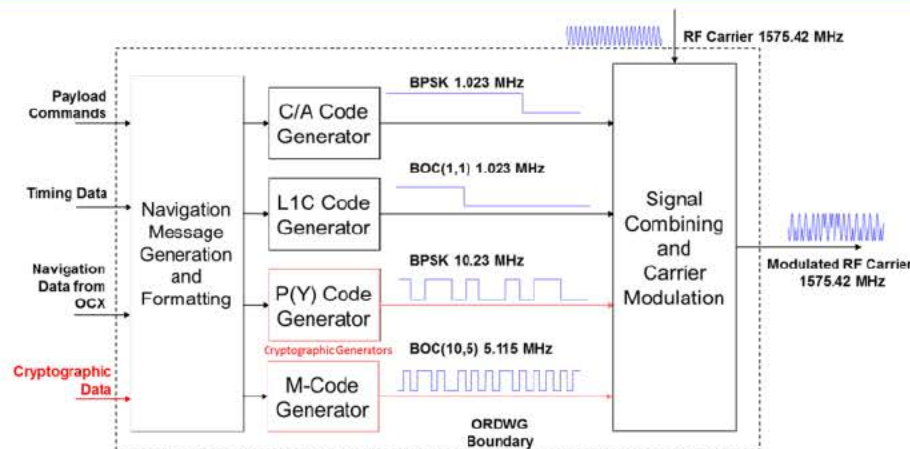 RF Carrier 1575.42 MHz
Payload
Commands
Timing Data
Navigation
Data from
OCX
Cryptographic
Data
Navigation
Message
Generation
and
Formatting
C/A Code
Generator
BPSK 1.023 MHz
L1C Code
Generator
BOC(1,1) 1.023 MHz
P(Y) Code
Generator
BPSK 10.23 MHz
Cryptographic Generators
M-Code
Generator
BOC(10,5) 5.115 MHz
ORDWG
Boundary
Signal
Combining
and
Carrier
Modulation
Modulated RF Carrier
1575.42 MHz